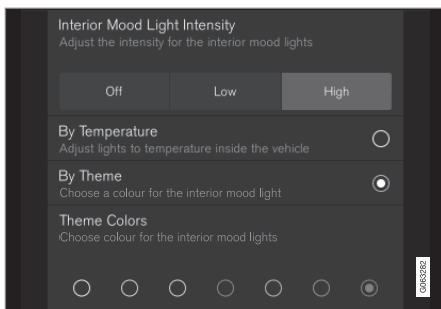 Interior Mood Light Intensity
Adjust the intensity for the interior mood lights
Off Low High
By Temperature
Adjust lights to temperature inside the vehicle
By Theme
Choose a colour for the interior mood light
Theme Colors
Choose colour for the interior mood lights
G063282